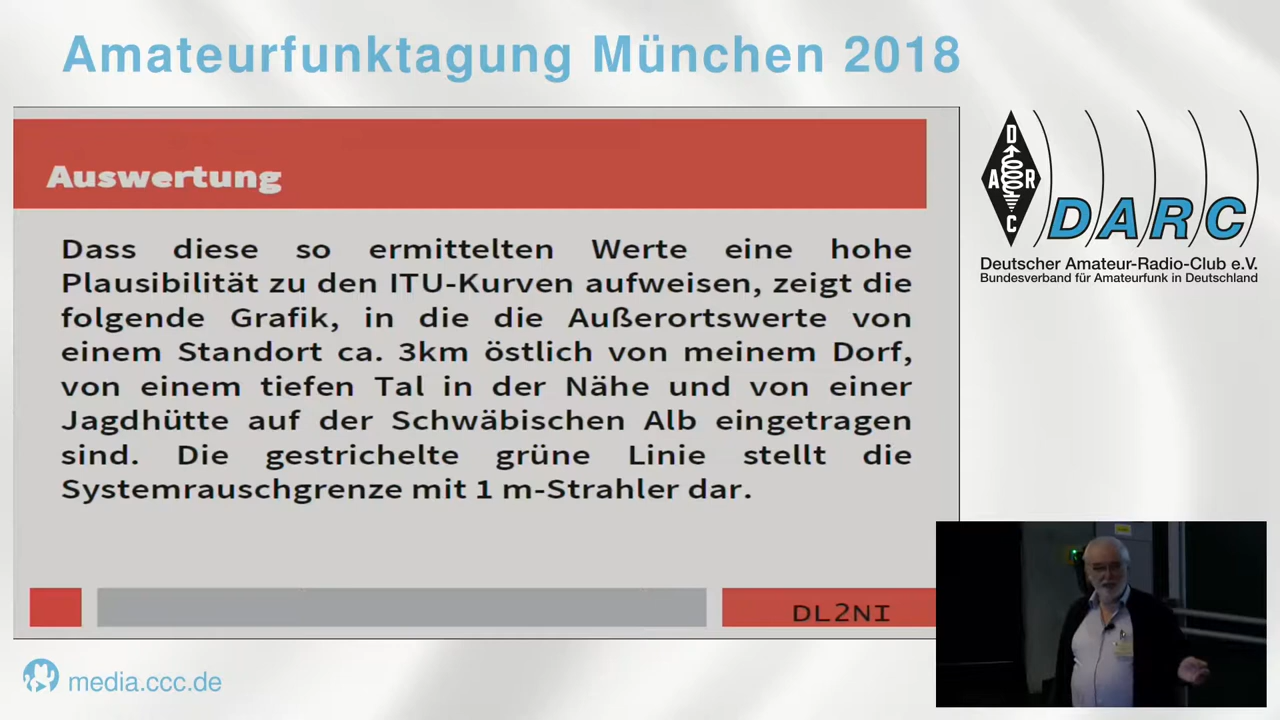 Amateurfunktagung München 2018
Auswertung
Dass diese so ermittelten Werte eine hohe
Plausibilität zu den ITU-Kurven aufweisen, zeigt die
folgende Grafik, in die die Außerortswerte von
einem Standort ca. 3km östlich von meinem Dorf,
von einem tiefen Tal in der Nähe und von einer
Jagdhütte auf der Schwäbischen Alb eingetragen
sind. Die gestrichelte grüne Linie stellt die
Systemrauschgrenze mit 1 m-Strahler dar.
DL2NI
D
A R
C
DARC
Deutscher Amateur-Radio-Club e.V.
Bundesverband für Amateurfunk in Deutschland
media.ccc.de